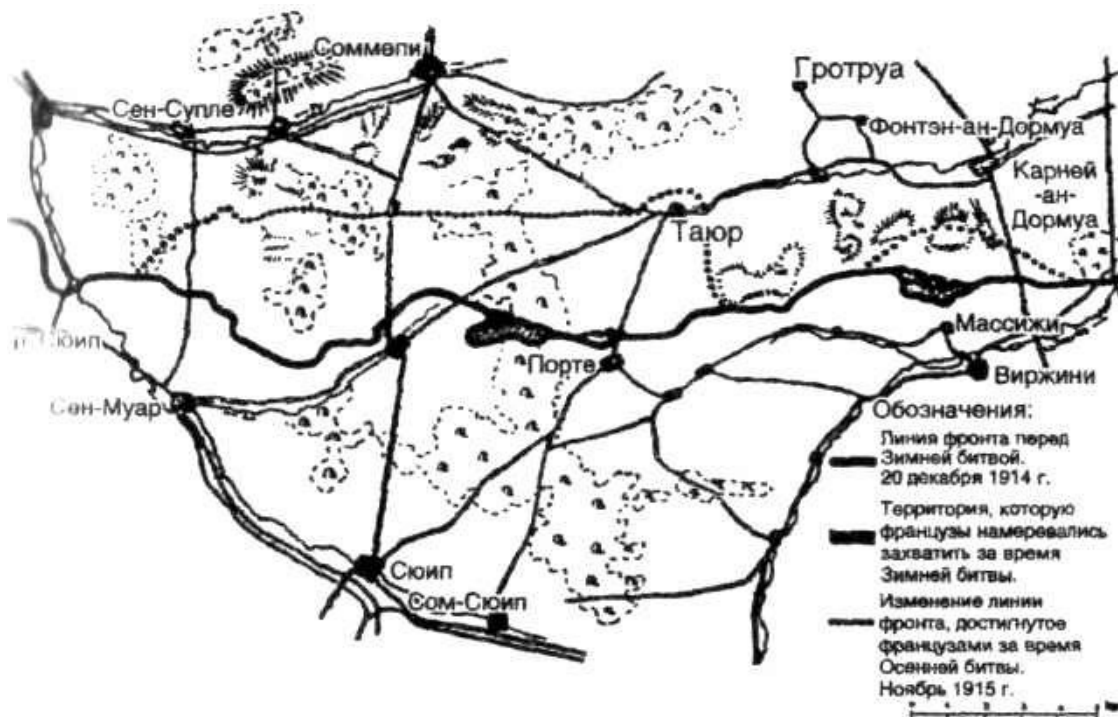 Соммепи
Гротруа
Сен-Супле
Фонтэн-ан-Дормуа
Карней
-ан-
Дормуа
Таюр
Сюип
Массижи
Порте
Виржини
Сен-Муар
Обозначения:
Линия фронта перед
Зимней битвой.
20 декабря 1914 г.
Территория, которую
французы намеревались
захватить за время
Зимней битвы.
Сюип
Сом-Сюип
Изменение линии
фронта, достигнутое
французами за время
Осенней битвы.
Ноябрь 1915 г.